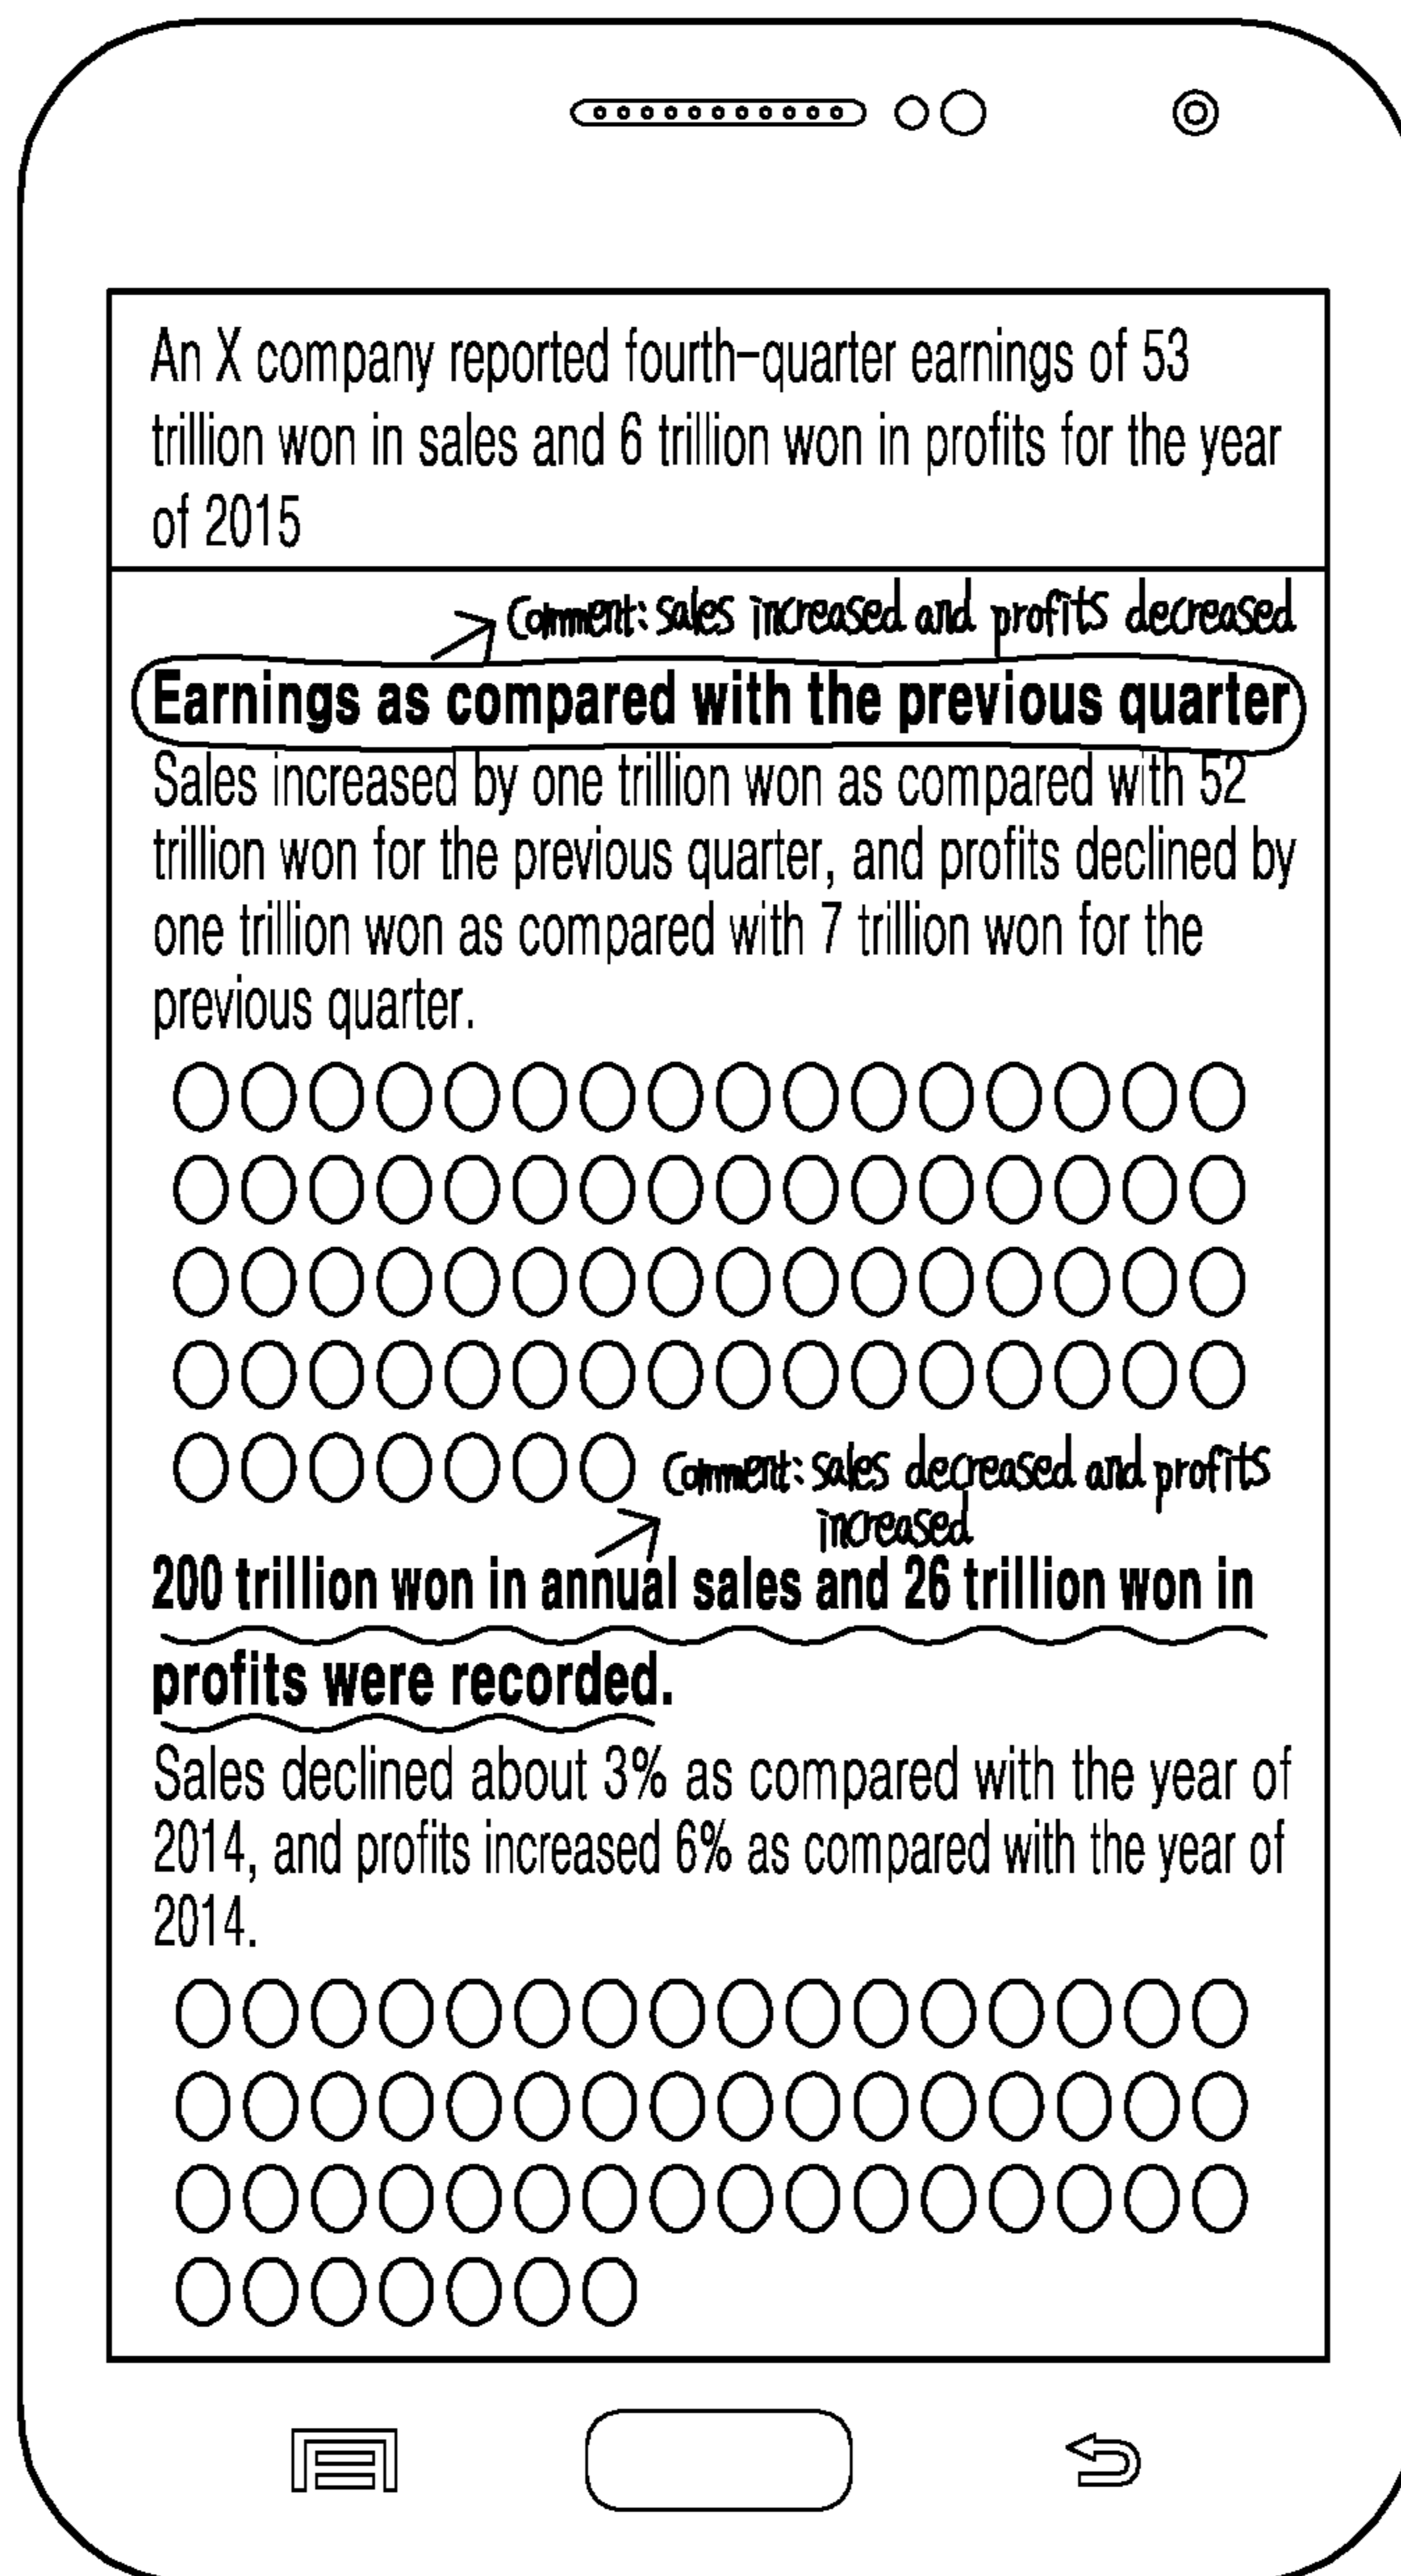 An X company reported fourth-quarter earnings of 53
trillion won in sales and 6 trillion won in profits for the year
of 2015
Comment: sales increased and profits decreased
Earnings as compared with the previous quarter
Sales increased by one trillion won as compared with 52
trillion won for the previous quarter, and profits declined by
one trillion won as compared with 7 trillion won for the
previous quarter.
Comment: sales decreased and profits
increased
200 trillion won in annual sales and 26 trillion won in
profits were recorded.
Sales declined about 3% as compared with the year of
2014, and profits increased 6% as compared with the year of
2014.